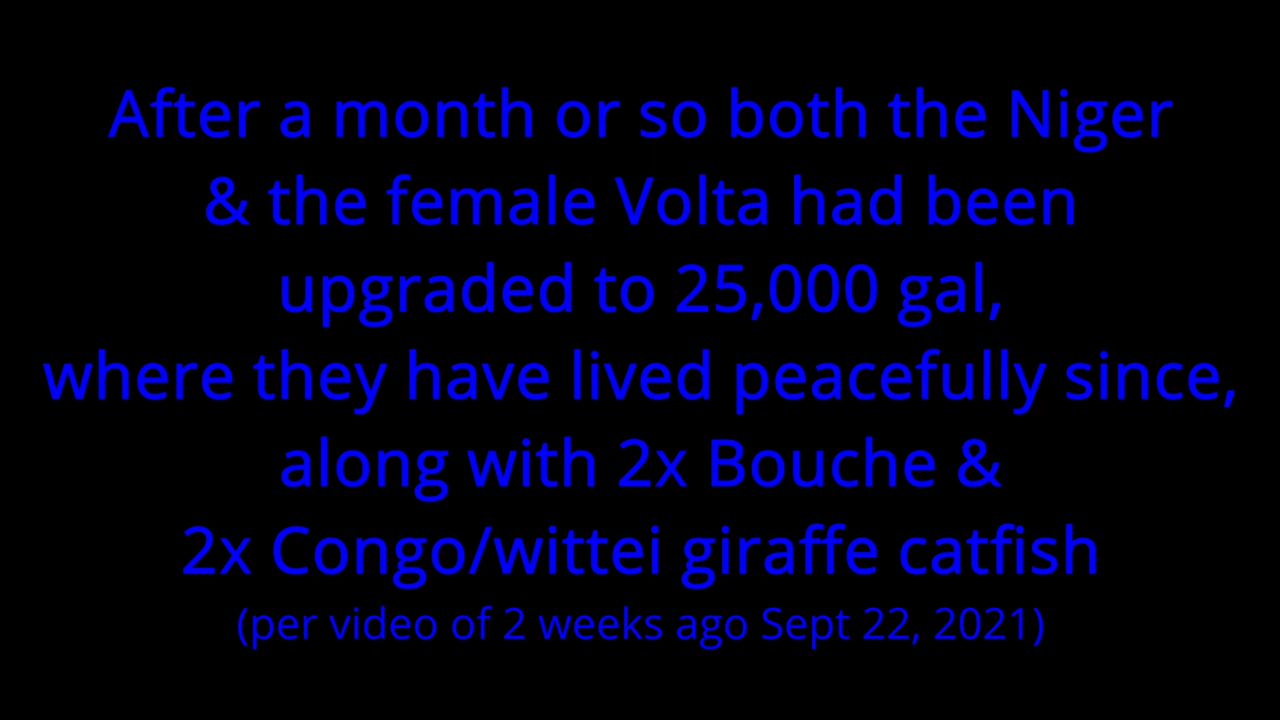 After a month or so both the Niger
& the female Volta had been
upgraded to 25,000 gal,
where they have lived peacefully since,
along with 2x Bouche &
2x Congo/wittei giraffe catfish
(per video of 2 weeks ago Sept 22, 2021)